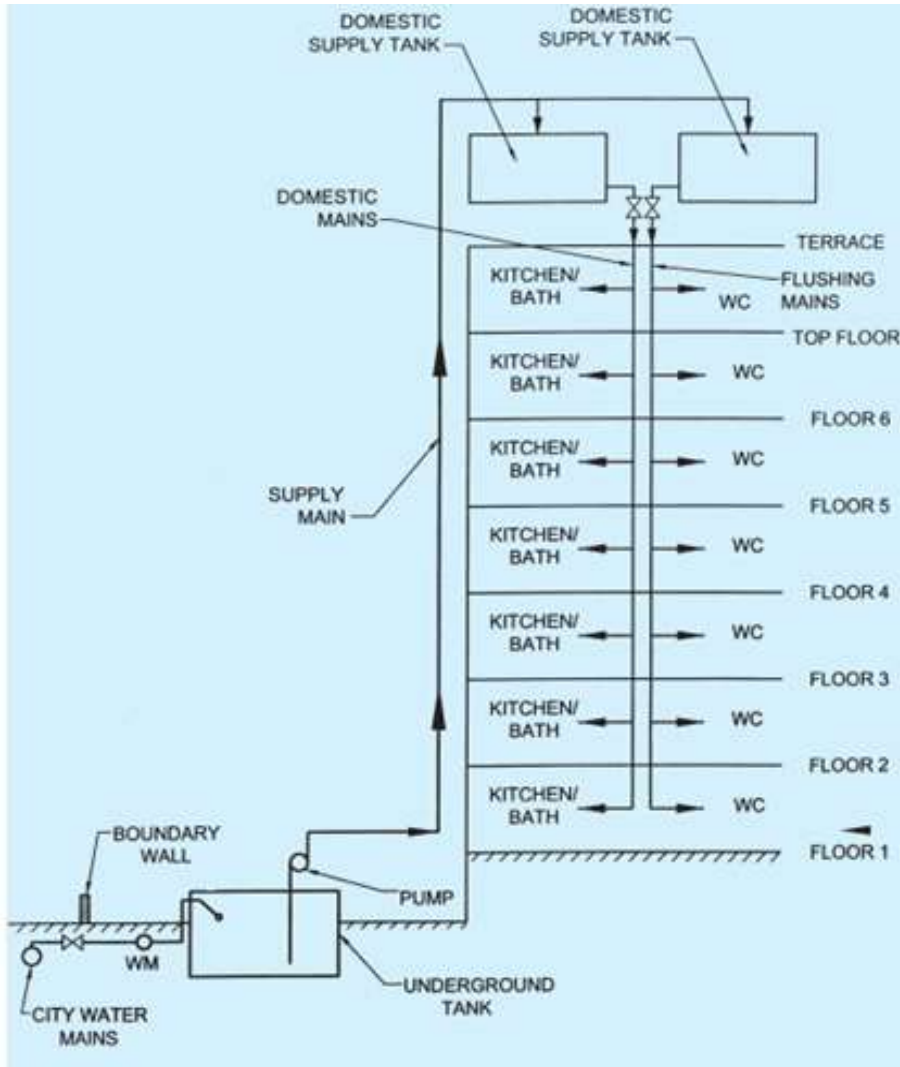 DOMESTIC
SUPPLY TANK
DOMESTIC
SUPPLY TANK
DOMESTIC
MAINS
TERRACE
KITCHEN/
BATH
FLUSHING
MAINS
WC
TOP FLOOR
KITCHEN/
BATH
WC
FLOOR 6
KITCHEN/
BATH
WC
SUPPLY
MAIN
FLOOR 5
KITCHEN/
BATH
WC
FLOOR 4
KITCHEN/
BATH
WC
FLOOR 3
KITCHEN/
BATH
WC
FLOOR 2
KITCHEN/
BATH
WC
BOUNDARY
WALL
FLOOR 1
PUMP
WM
UNDERGROUND
TANK
CITY WATER
MAINS